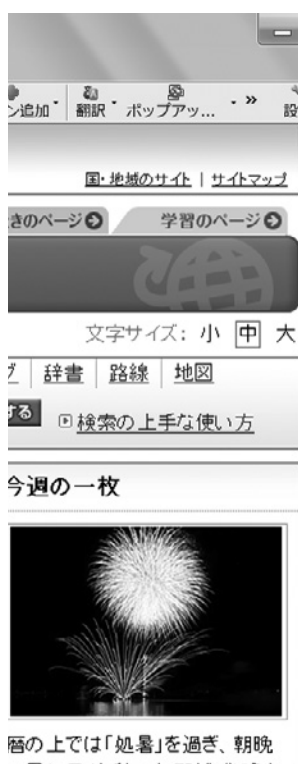 ン追加 翻訳 ポップアッ... » 設
国・地域のサイト | サイトマップ
きのページ 学習のページ
文字サイズ: 小 中 大
ブ | 辞書 | 路線 | 地図
する 検索の上手な使い方
今週の一枚
暦の上では「処暑」を過ぎ、朝晩